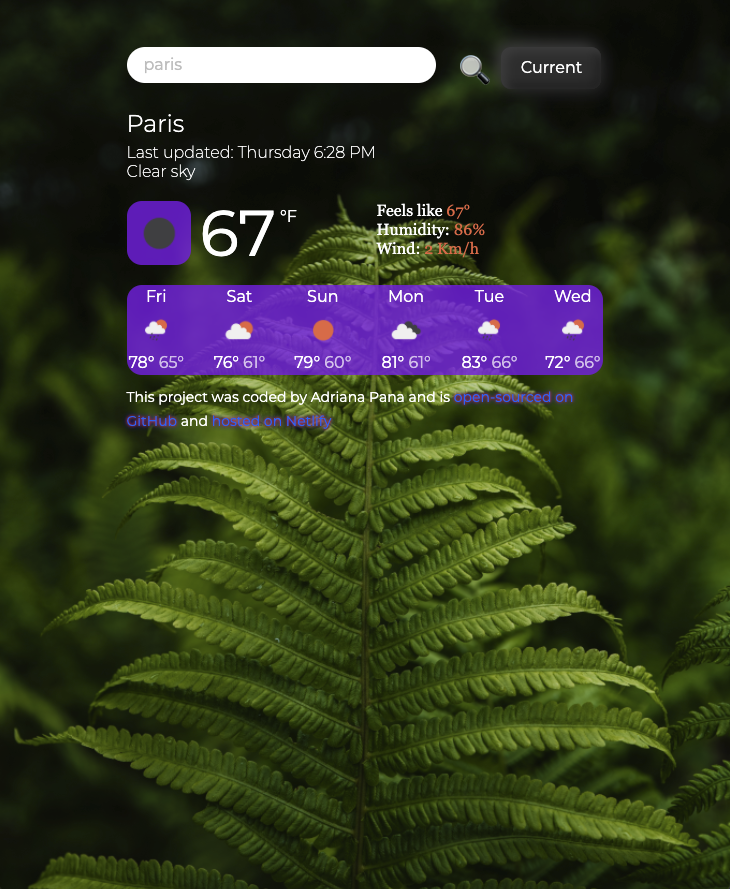 paris
Current
Paris
Last updated: Thursday 6:28 PM
Clear sky
67 °F
Feels like 67°
Humidity: 86%
Wind: 2 Km/h
Fri Sat Sun Mon Tue Wed
78° 65° 76° 61° 79° 60° 81° 61° 83° 66° 72° 66°
This project was coded by Adriana Pana and is open-sourced on
GitHub and hosted on Netlify